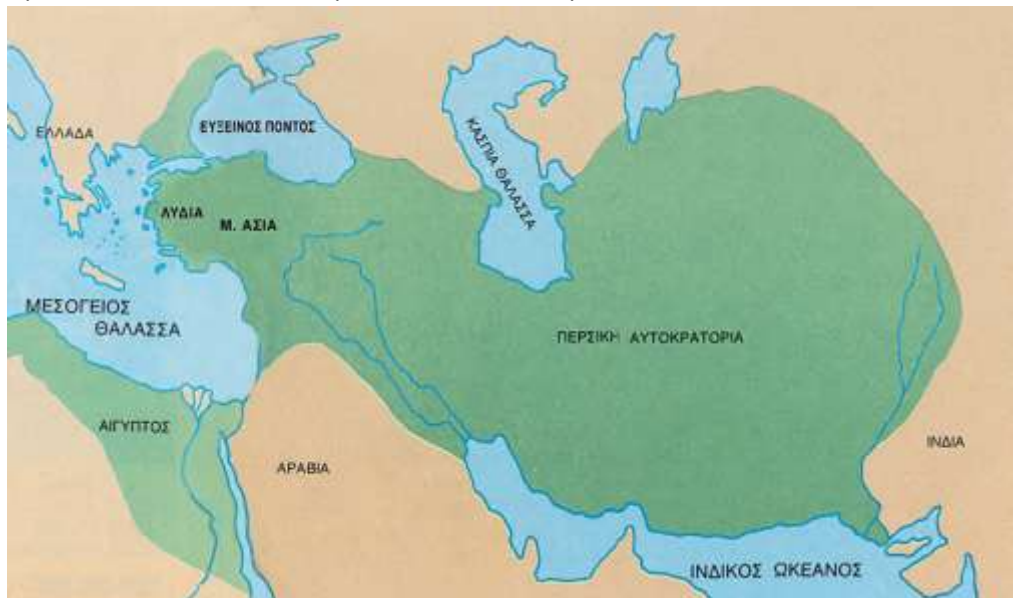 ΕΛΛΑΔΑ
ΕΥΞΕΙΝΟΣ ΠΟΝΤΟΣ
ΚΑΣΠΙΑ ΘΑΛΑΣΣΑ
ΛΥΔΙΑ
Μ. ΑΣΙΑ
ΜΕΣΟΓΕΙΟΣ
ΘΑΛΑΣΣΑ
ΠΕΡΣΙΚΗ ΑΥΤΟΚΡΑΤΟΡΙΑ
ΑΙΓΥΠΤΟΣ
ΑΡΑΒΙΑ
ΙΝΔΙΑ
ΙΝΔΙΚΟΣ ΩΚΕΑΝΟΣ